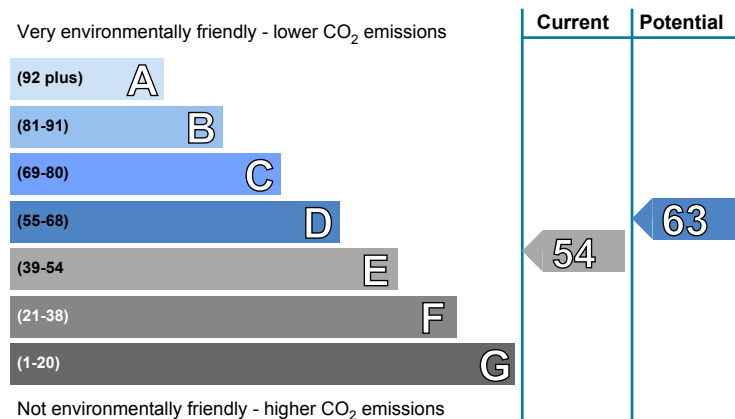 Very environmentally friendly - lower CO2 emissions
Current
Potential
(92 plus) A
(81-91) B
(69-80) C
(55-68) D
(39-54 E
(21-38) F
(1-20) G
54
63
Not environmentally friendly - higher CO2 emissions